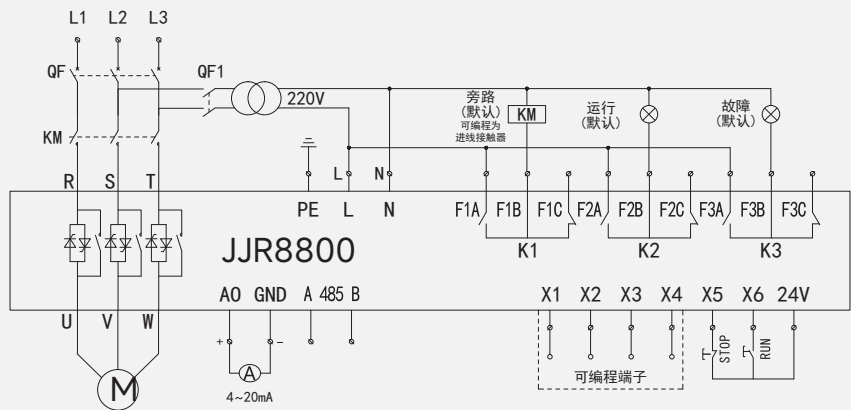 L1 L2 L3
QF
QF1
220V
旁路
(默认)
可编程为
进线接触器
KM
运行
(默认)
故障
(默认)
KM
L
N
R S T
PE L N
F1A F1B F1C F2A F2B F2C F3A F3B F3C
K1 K2 K3
JJR8800
AO GND A 485 B
X1 X2 X3 X4 X5 X6 24V
U V W
+ -
A
4~20mA
M
STOP
RUN
可编程端子